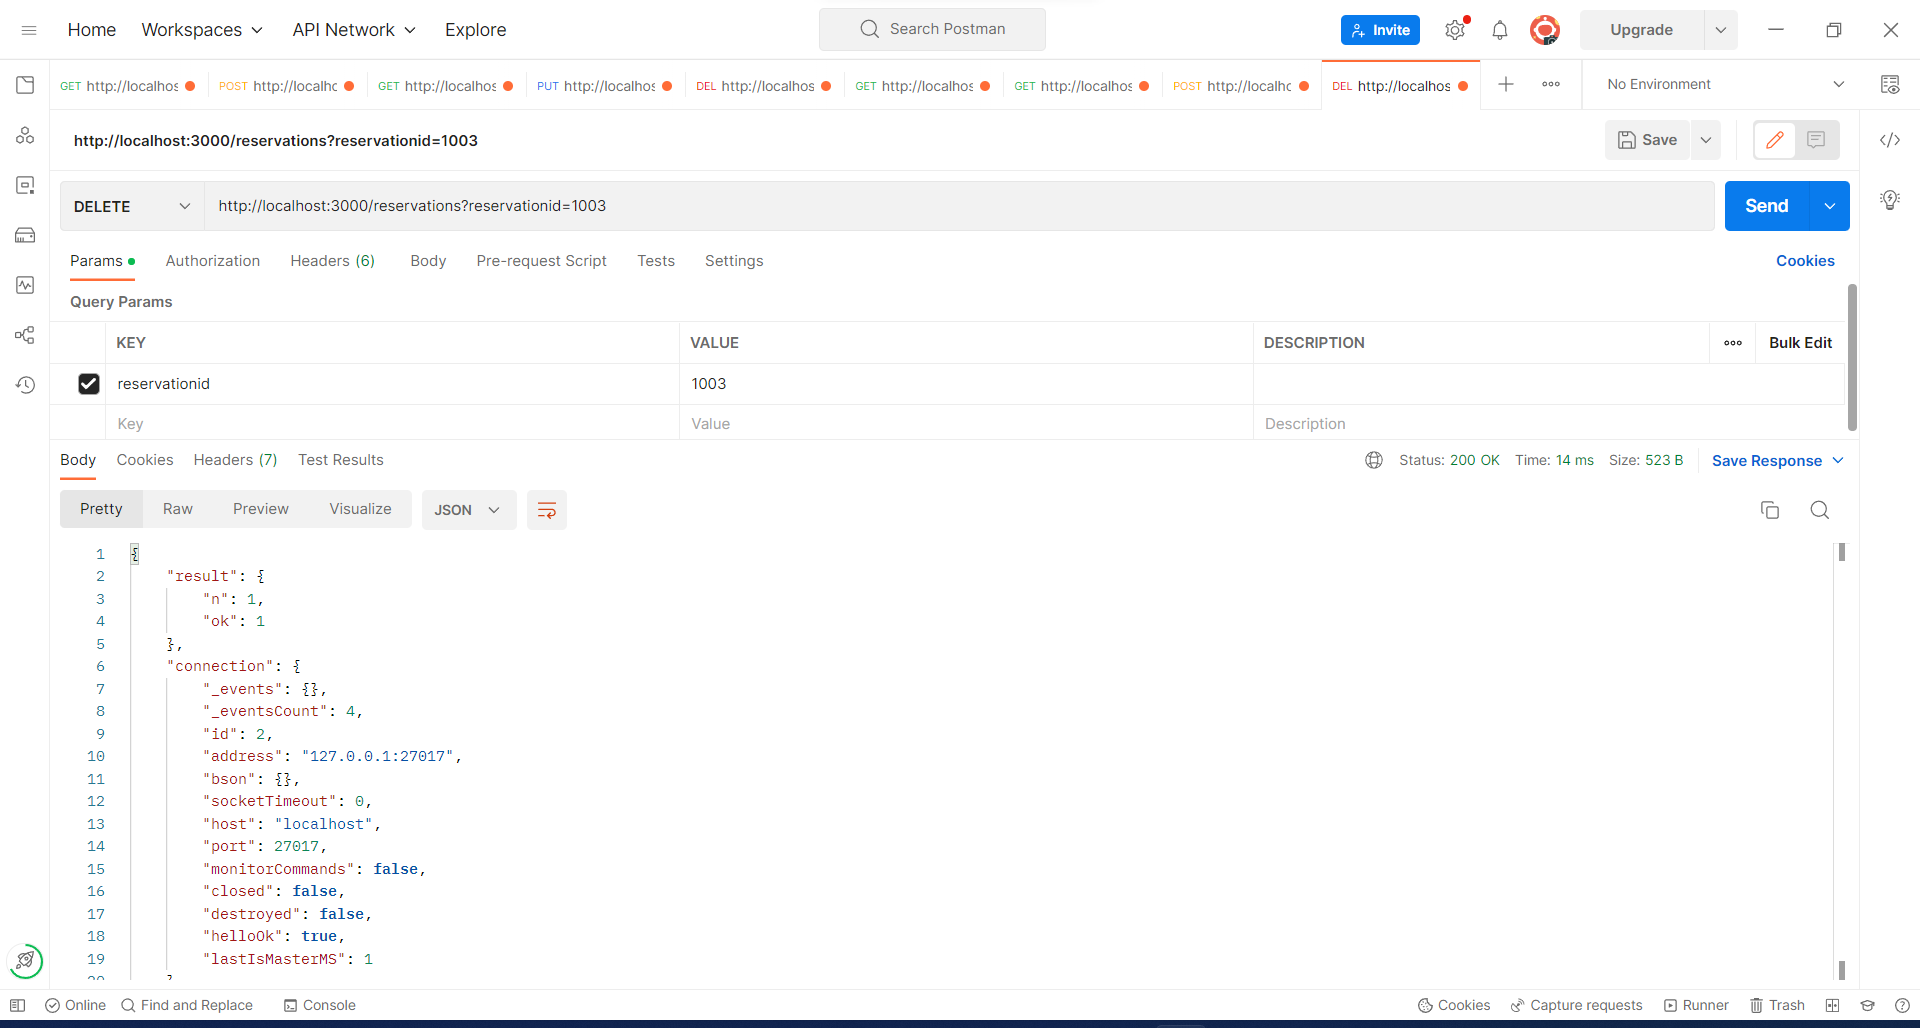 Home Workspaces API Network Explore Search Postman Invite Upgrade
GET http://localhos POST http://localhc GET http://localhos PUT http://localhos DEL http://localhos GET http://localhos GET http://localhos POST http://localhc DEL http://localhos No Environment
http://localhost:3000/reservations?reservationid=1003 Save
DELETE http://localhost:3000/reservations?reservationid=1003 Send
Params Authorization Headers (6) Body Pre-request Script Tests Settings Cookies
Query Params
KEY VALUE DESCRIPTION Bulk Edit
reservationid 1003
Key Value Description
Body Cookies Headers (7) Test Results Status: 200 OK Time: 14 ms Size: 523 B Save Response
Pretty Raw Preview Visualize JSON
1 {
2 "result": {
3 "n": 1,
4 "ok": 1
5 },
6 "connection": {
7 "_events": {},
8 "_eventsCount": 4,
9 "id": 2,
10 "address": "127.0.0.1:27017",
11 "bson": {},
12 "socketTimeout": 0,
13 "host": "localhost",
14 "port": 27017,
15 "monitorCommands": false,
16 "closed": false,
17 "destroyed": false,
18 "helloOk": true,
19 "lastIsMasterMS": 1
20 }
Online Find and Replace Console Cookies Capture requests Runner Trash